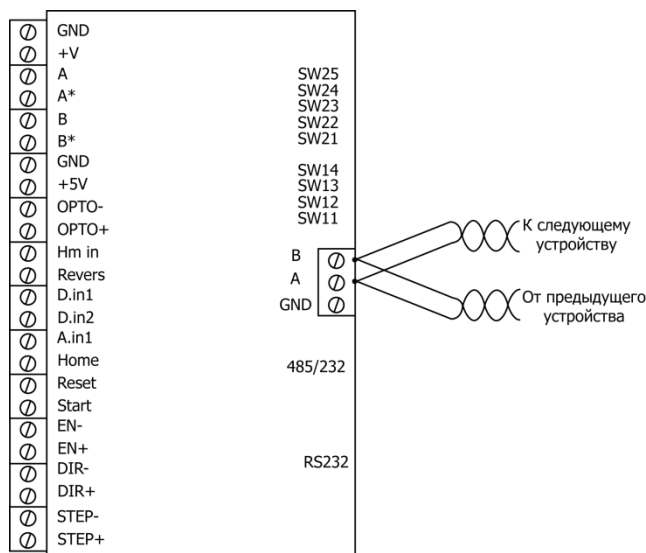 GND
+V
A
A*
B
B*
GND
+5V
OPTO-
OPTO+
Hm in
Revers
D.in1
D.in2
A.in1
Home
Reset
Start
EN-
EN+
DIR-
DIR+
STEP-
STEP+
SW25
SW24
SW23
SW22
SW21
SW14
SW13
SW12
SW11
B
A
GND
485/232
RS232
К следующему
устройству
От предыдущего
устройства